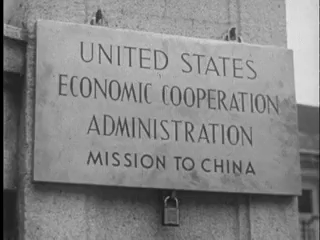 UNITED STATES
ECONOMIC COOPERATION
ADMINISTRATION
MISSION TO CHINA